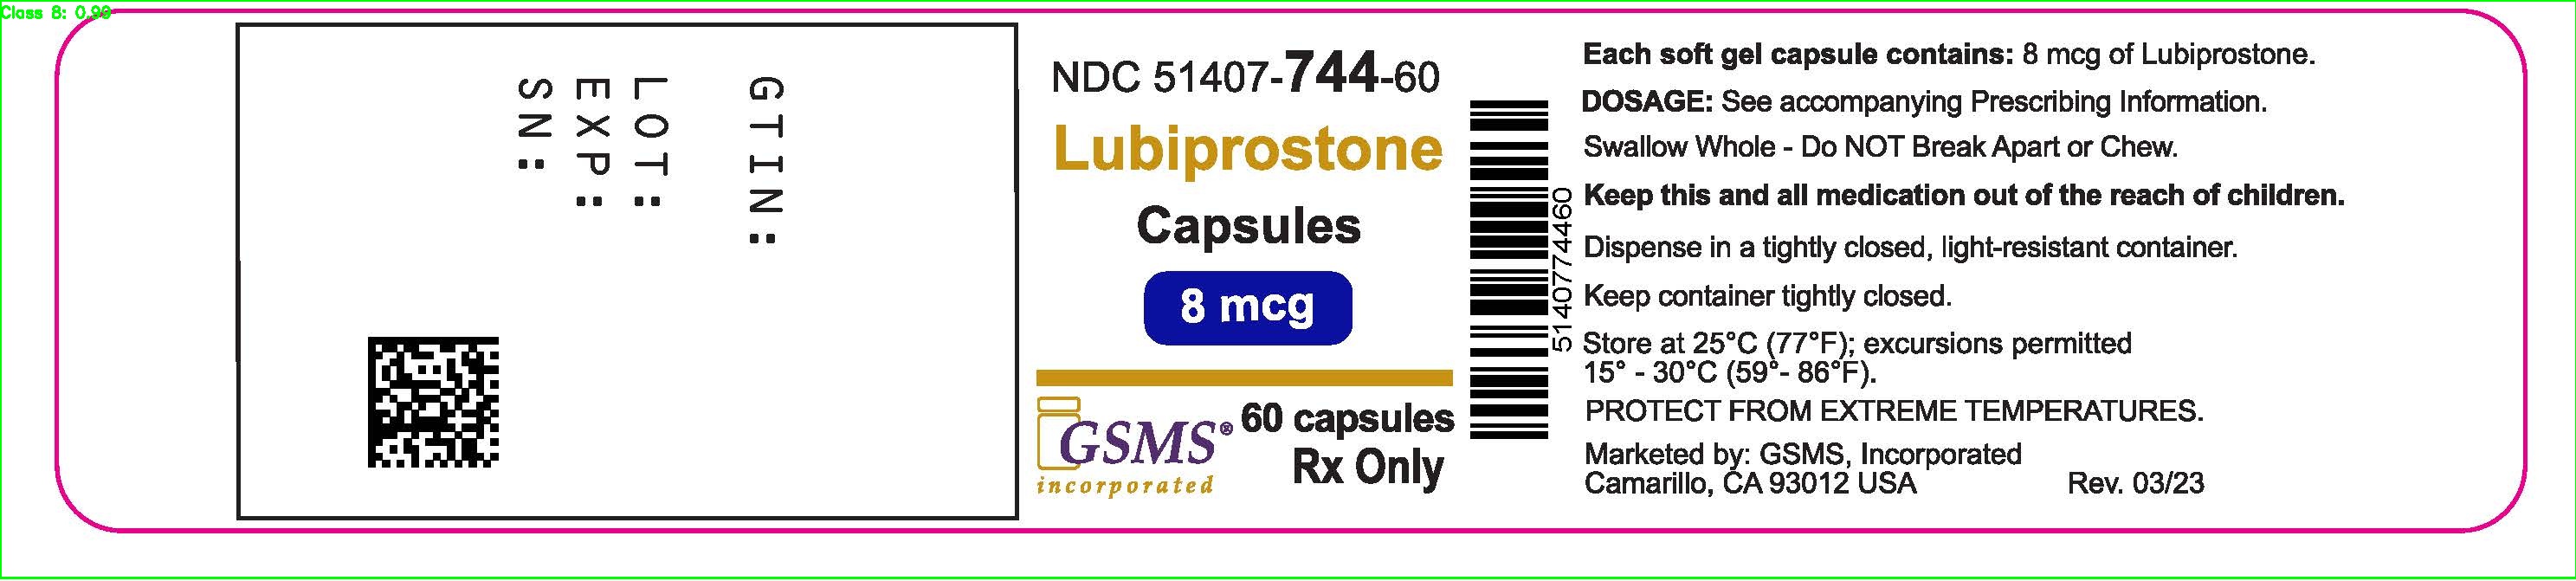 Class 8: 0.99
GTIN:
LOT:
EXP:
SN:
NDC 51407-744-60
Lubiprostone
Capsules
8 mcg
GSMS®
incorporated
60 capsules
Rx Only
5140774460
Each soft gel capsule contains: 8 mcg of Lubiprostone.
DOSAGE: See accompanying Prescribing Information.
Swallow Whole - Do NOT Break Apart or Chew.
Keep this and all medication out of the reach of children.
Dispense in a tightly closed, light-resistant container.
Keep container tightly closed.
Store at 25°C (77°F); excursions permitted
15° - 30°C (59°- 86°F).
PROTECT FROM EXTREME TEMPERATURES.
Marketed by: GSMS, Incorporated
Camarillo, CA 93012 USA Rev. 03/23